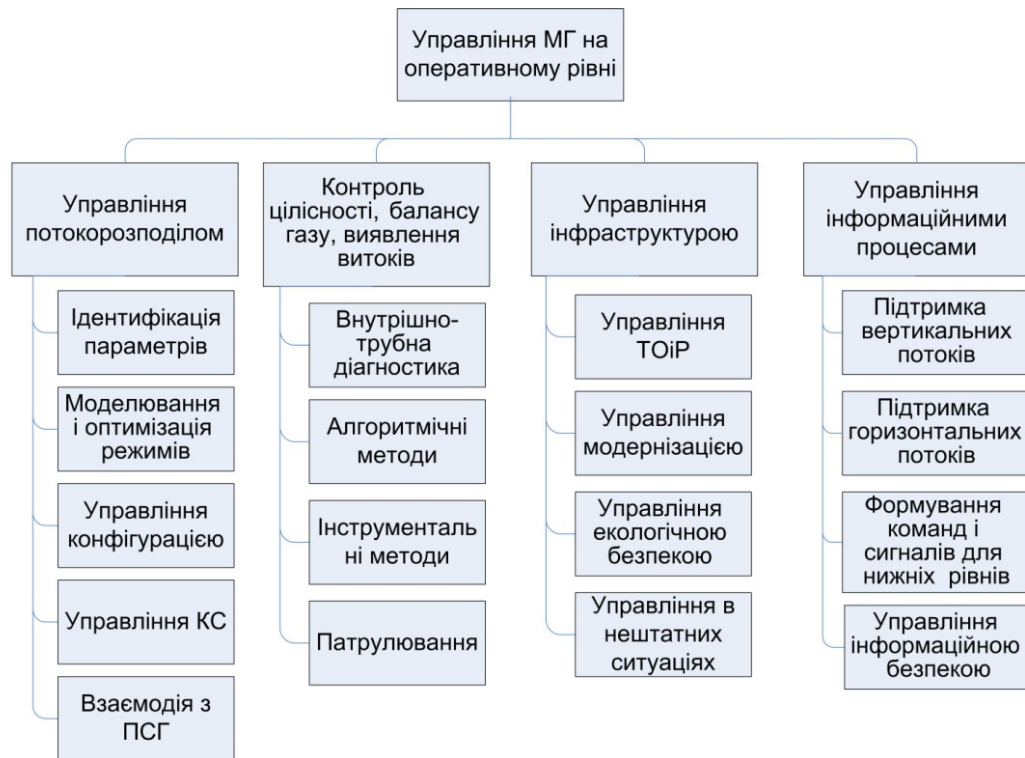 Управління МГ на
оперативному рівні
Управління
потокорозподілом
Ідентифікація
параметрів
Моделювання
і оптимізація
режимів
Управління
конфігурацією
Управління КС
Взаємодія з
ПСГ
Контроль
цілісності, балансу
газу, виявлення
витоків
Внутрішно-
трубна
діагностика
Алгоритмічні
методи
Інструменталь
ні методи
Патрулювання
Управління
інфраструктурою
Управління
ТОіР
Управління
модернізацією
Управління
екологічною
безпекою
Управління в
нештатних
ситуаціях
Управління
інформаційними
процесами
Підтримка
вертикальних
потоків
Підтримка
горизонтальних
потоків
Формування
команд і
сигналів для
нижніх рівнів
Управління
інформаційною
безпекою